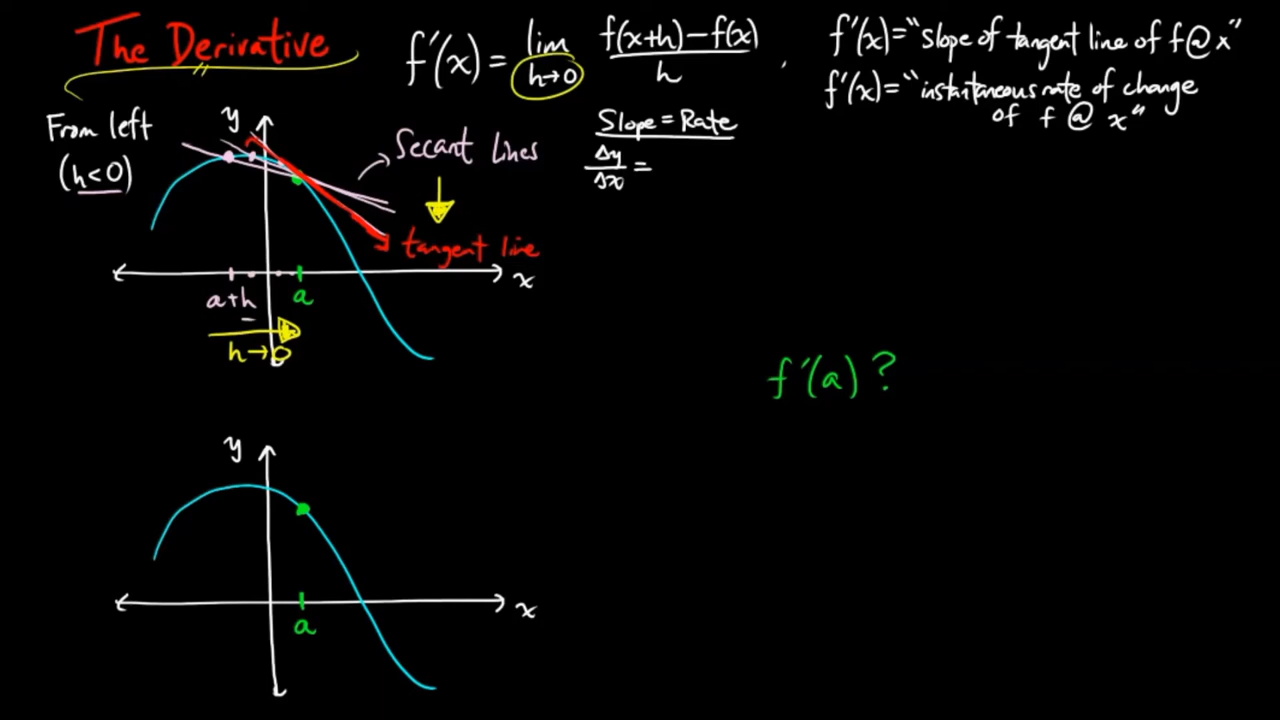 The Derivative
f'(x) = lim h→0 f(x+h)-f(x) / h
f'(x) = "slope of tangent line of f @ x"
f'(x) = "instantaneous rate of change
of f @ x"
From left
(h<0)
y
Secant lines
tangent line
x
a+h
a
h→0
Slope = Rate
Δy/Δx =
f'(a)?
y
x
a